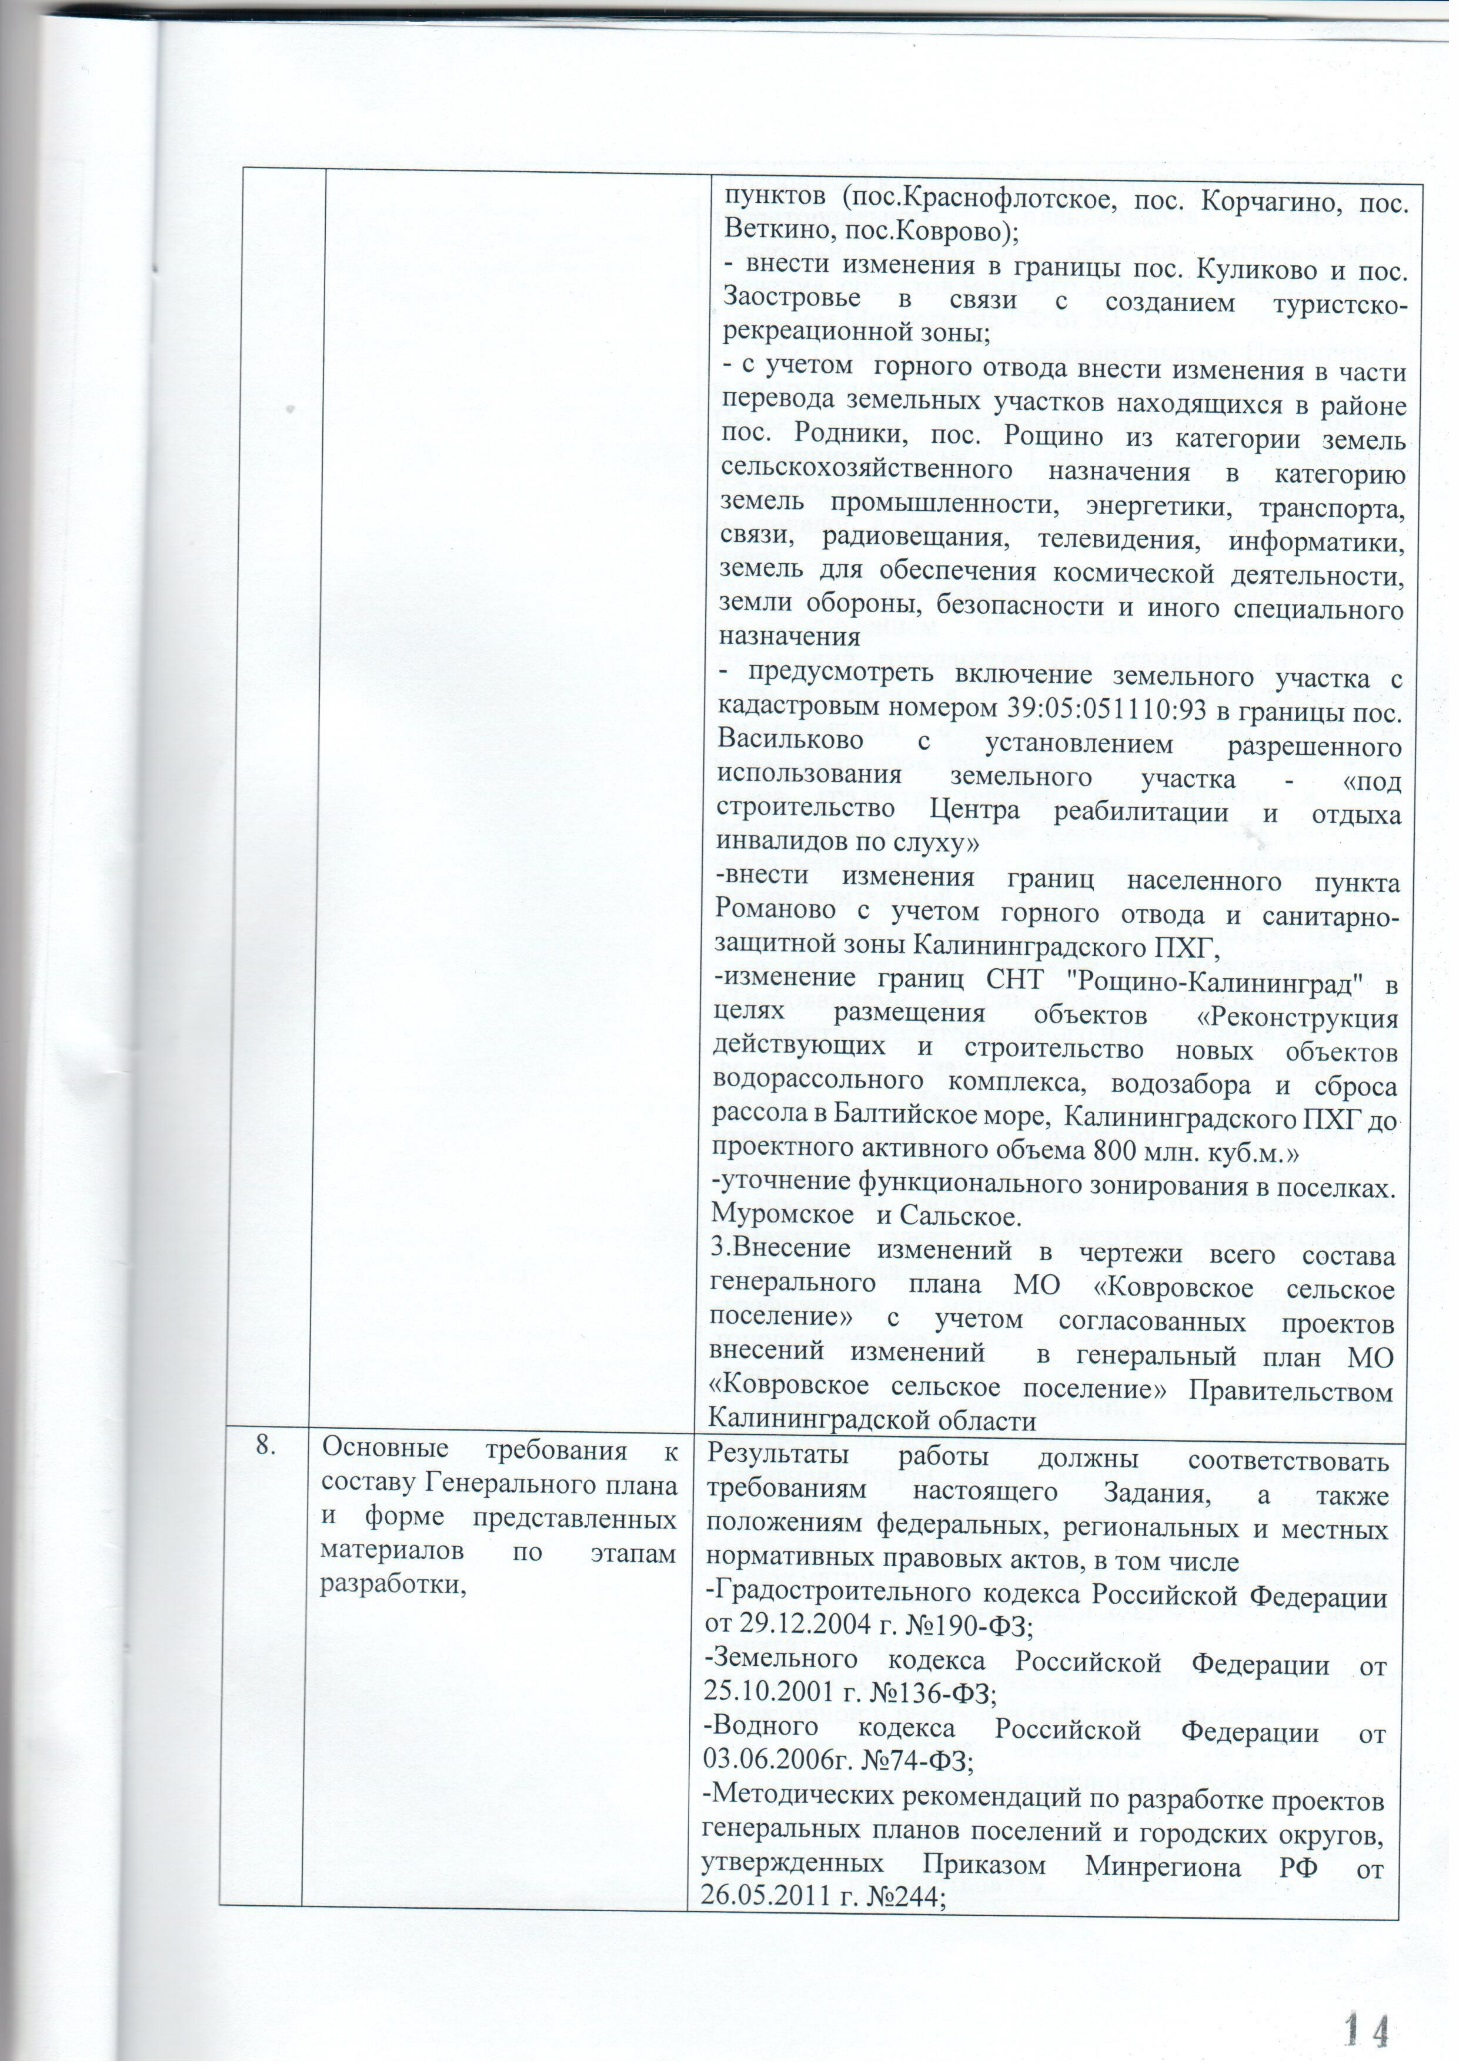 пунктов (пос.Краснофлотское, пос. Корчагино, пос.
Веткино, пос.Коврово);
- внести изменения в границы пос. Куликово и пос.
Заостровье в связи с созданием туристско-
рекреационной зоны;
- с учетом горного отвода внести изменения в части
перевода земельных участков находящихся в районе
пос. Родники, пос. Рощино из категории земель
сельскохозяйственного назначения в категорию
земель промышленности, энергетики, транспорта,
связи, радиовещания, телевидения, информатики,
земель для обеспечения космической деятельности,
земли обороны, безопасности и иного специального
назначения
- предусмотреть включение земельного участка с
кадастровым номером 39:05:051110:93 в границы пос.
Васильково с установлением разрешенного
использования земельного участка - «под
строительство Центра реабилитации и отдыха
инвалидов по слуху»
-внести изменения границ населенного пункта
Романово с учетом горного отвода и санитарно-
защитной зоны Калининградского ПХГ,
-изменение границ СНТ "Рощино-Калининград" в
целях размещения объектов «Реконструкция
действующих и строительство новых объектов
водорассольного комплекса, водозабора и сброса
рассола в Балтийское море, Калининградского ПХГ до
проектного активного объема 800 млн. куб.м.»
-уточнение функционального зонирования в поселках.
Муромское и Сальское.
3.Внесение изменений в чертежи всего состава
генерального плана МО «Ковровское сельское
поселение» с учетом согласованных проектов
внесений изменений в генеральный план МО
«Ковровское сельское поселение» Правительством
Калининградской области
8.
Основные требования к
составу Генерального плана
и форме представленных
материалов по этапам
разработки,
Результаты работы должны соответствовать
требованиям настоящего Задания, а также
положениям федеральных, региональных и местных
нормативных правовых актов, в том числе
-Градостроительного кодекса Российской Федерации
от 29.12.2004 г. №190-ФЗ;
-Земельного кодекса Российской Федерации от
25.10.2001 г. №136-ФЗ;
-Водного кодекса Российской Федерации от
03.06.2006г. №74-ФЗ;
-Методических рекомендаций по разработке проектов
генеральных планов поселений и городских округов,
утвержденных Приказом Минрегиона РФ от
26.05.2011 г. №244;
14